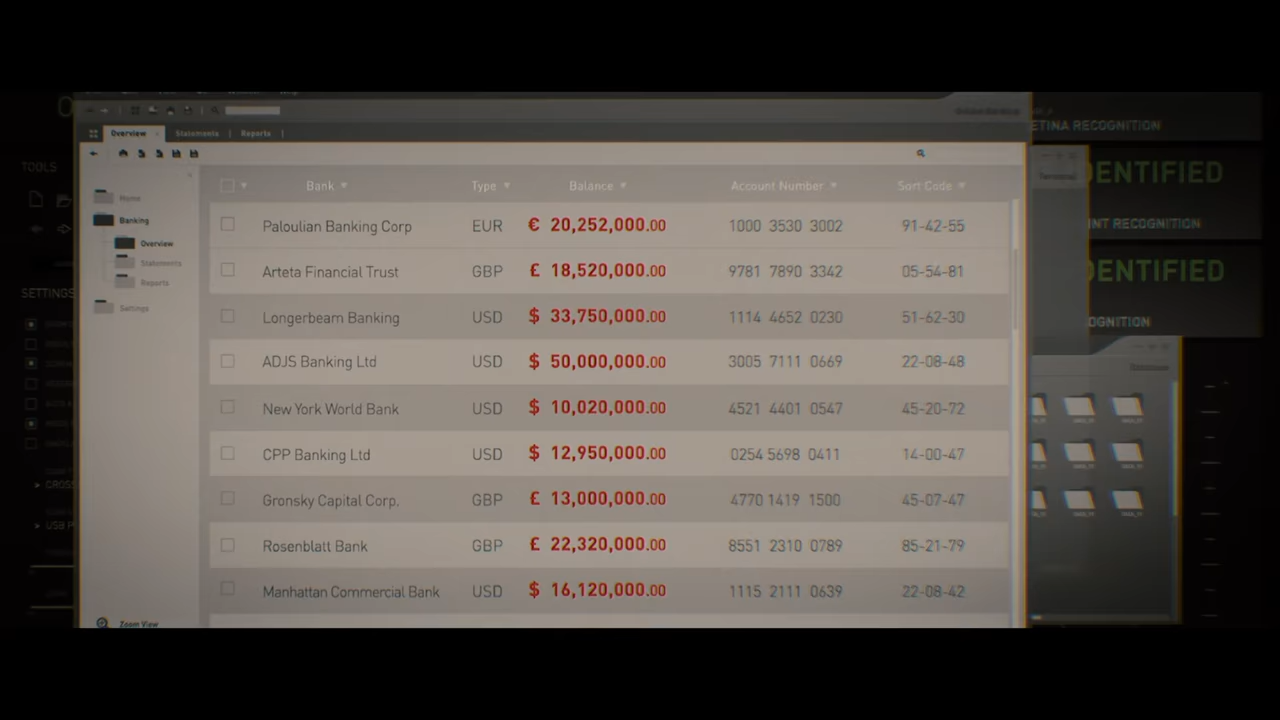 Overview
Statements
Reports
TOOLS
SETTINGS
Home
Banking
Overview
Statements
Reports
Settings
Zoom View
Bank Type Balance Account Number Sort Code
Paloulian Banking Corp EUR € 20,252,000.00 1000 3530 3002 91-42-55
Arteta Financial Trust GBP £ 18,520,000.00 9781 7890 3342 05-54-81
Longerbeam Banking USD $ 33,750,000.00 1114 4652 0230 51-62-30
ADJS Banking Ltd USD $ 50,000,000.00 3005 7111 0669 22-08-48
New York World Bank USD $ 10,020,000.00 4521 4401 0547 45-20-72
CPP Banking Ltd USD $ 12,950,000.00 0254 5698 0411 14-00-47
Gronsky Capital Corp. GBP £ 13,000,000.00 4770 1419 1500 45-07-47
Rosenblatt Bank GBP £ 22,320,000.00 8551 2310 0789 85-21-79
Manhattan Commercial Bank USD $ 16,120,000.00 1115 2111 0639 22-08-42
ETINA RECOGNITION
DENTIFIED
INT RECOGNITION
DENTIFIED
OGNITION